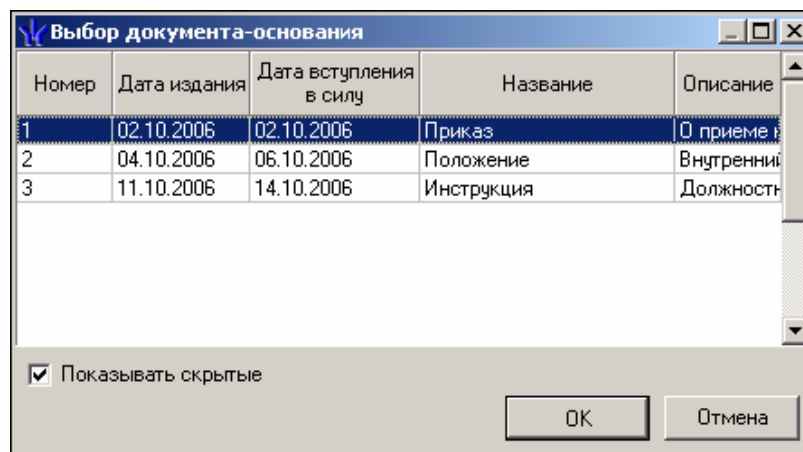 Выбор документа-основания
Номер Дата издания Дата вступления в силу Название Описание
1 02.10.2006 02.10.2006 Приказ О приеме
2 04.10.2006 06.10.2006 Положение Внутренний
3 11.10.2006 14.10.2006 Инструкция Должностн
Показывать скрытые
OK Отмена